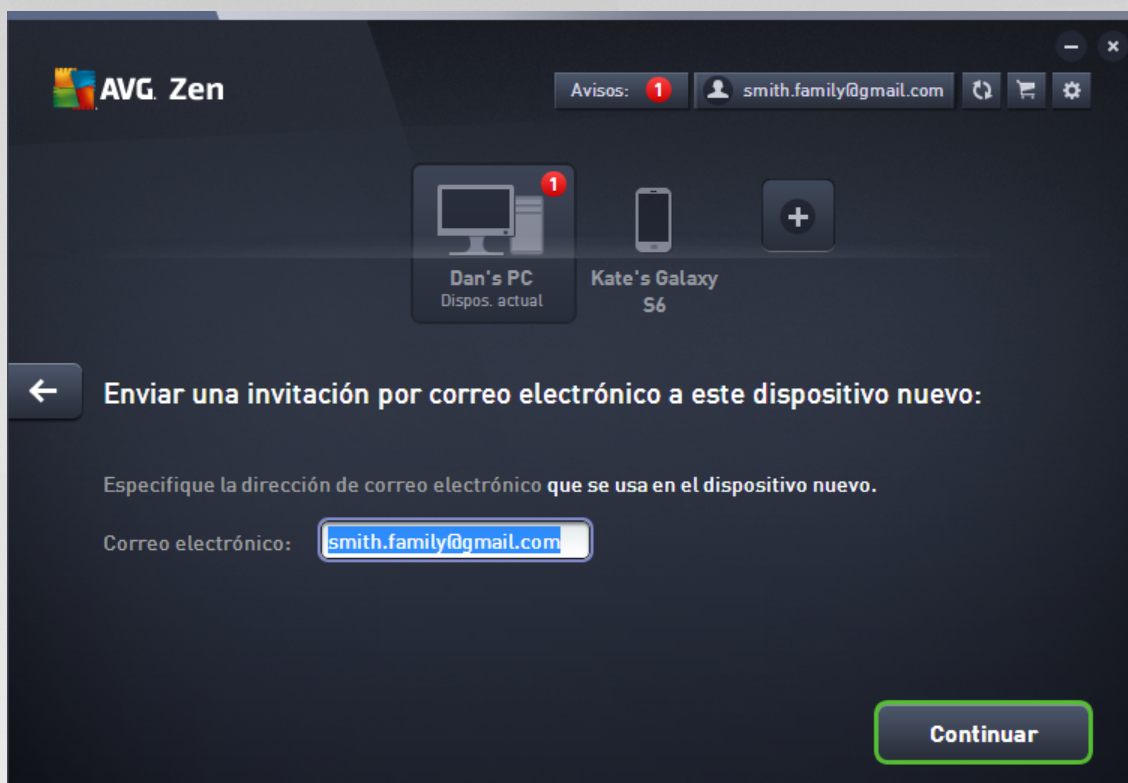 AVG. Zen
Avisos: 1
smith.family@gmail.com
1
Dan's PC
Dispos. actual
Kate's Galaxy
S6
Enviar una invitación por correo electrónico a este dispositivo nuevo:
Especifique la dirección de correo electrónico que se usa en el dispositivo nuevo.
Correo electrónico: smith.family@gmail.com
Continuar